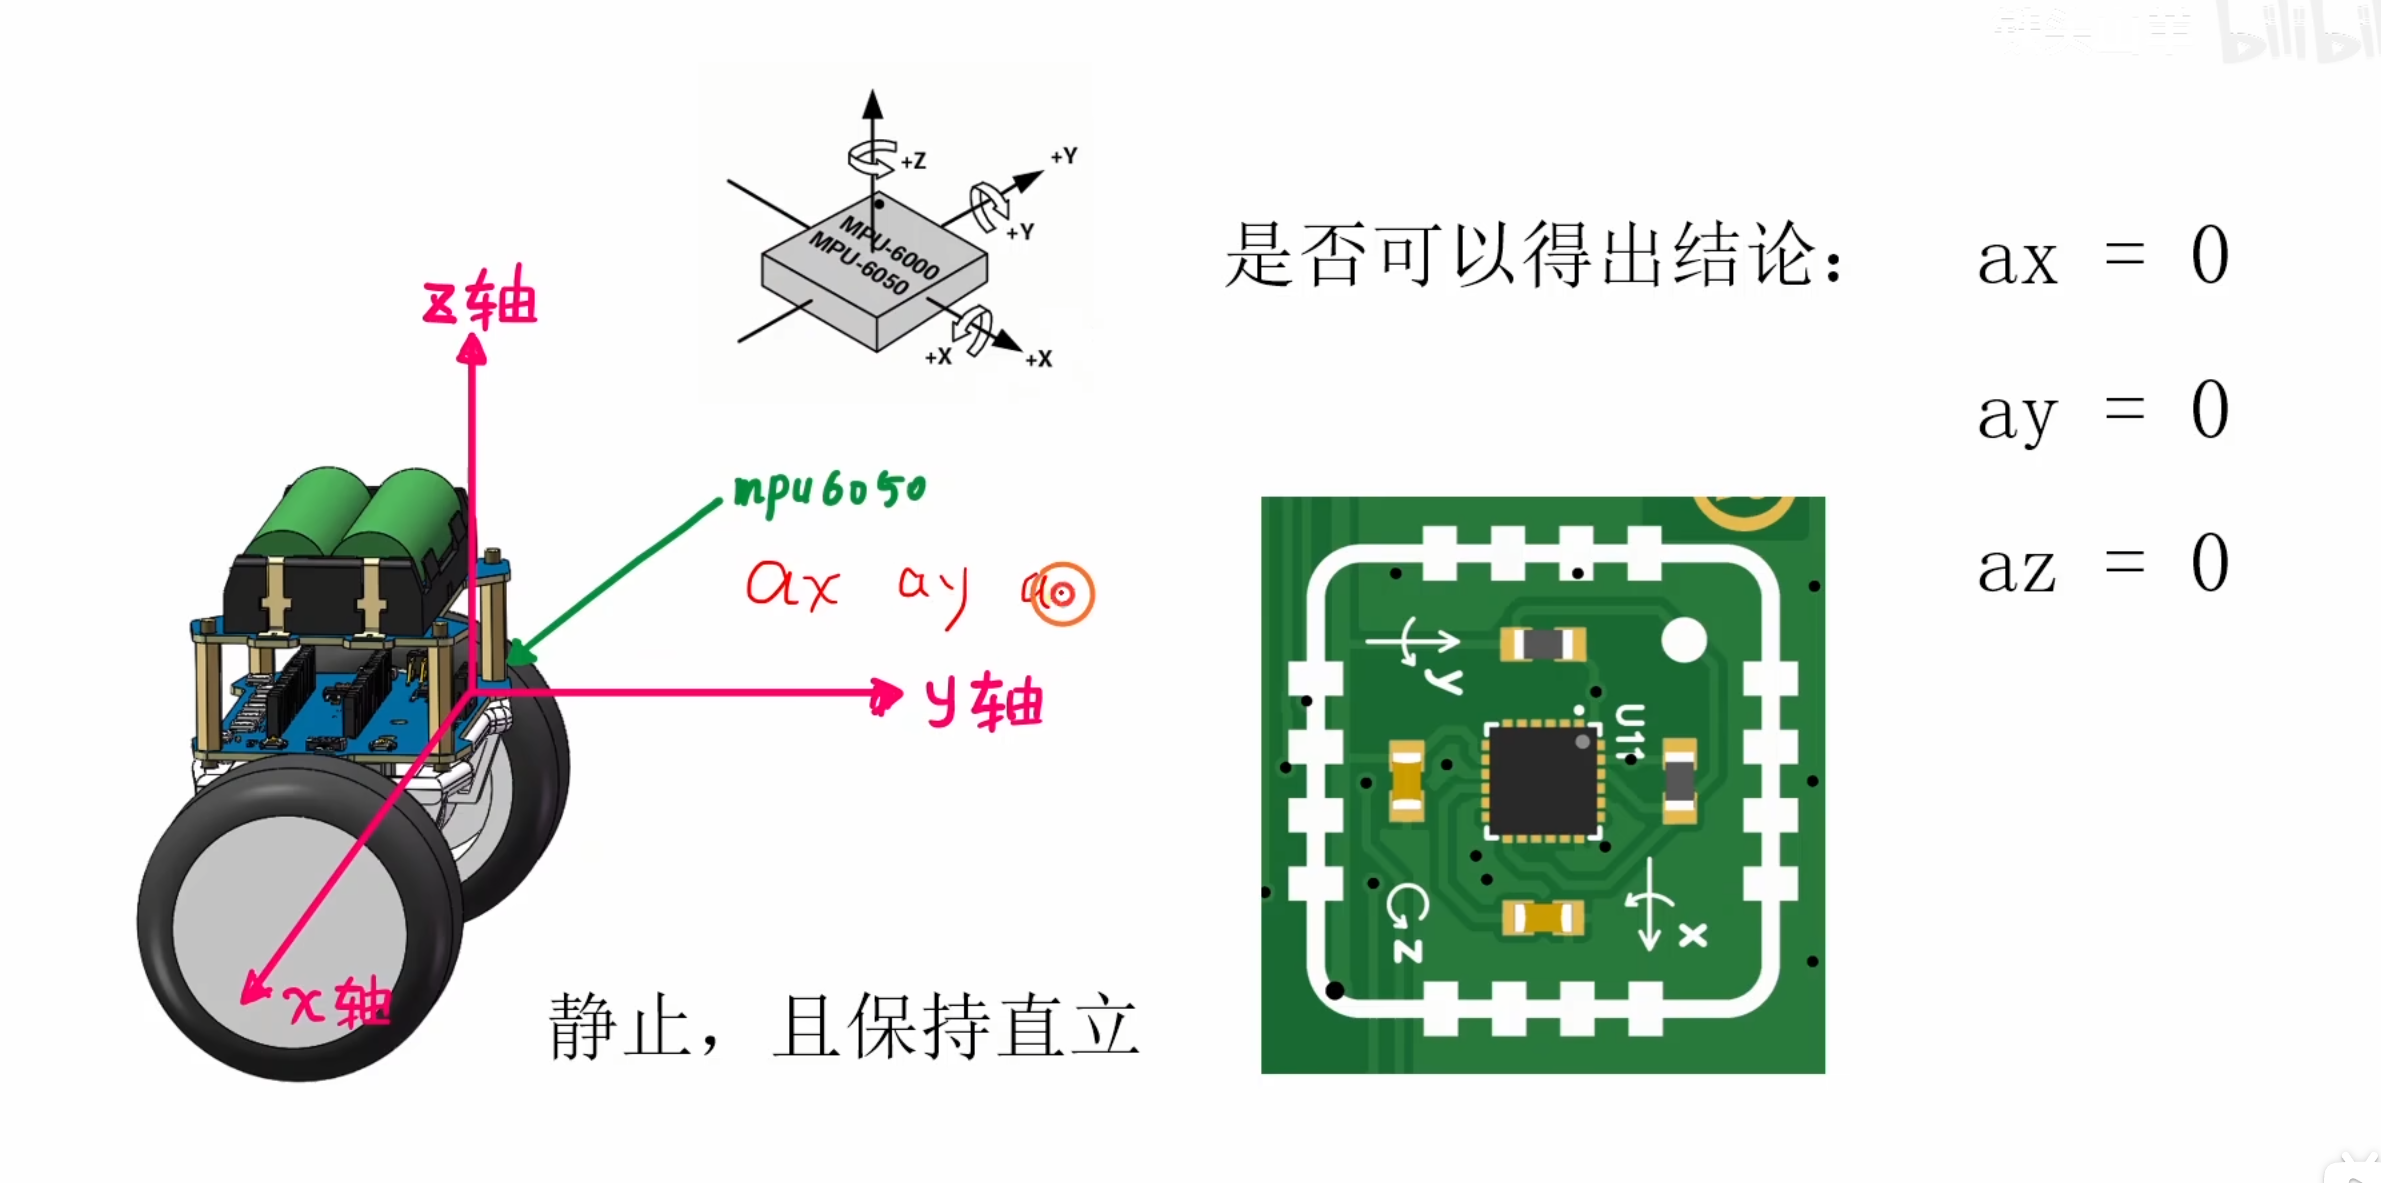 bilibili
+Z
+Y
+Y
MPU-6000
MPU-6050
+X
+X
是否可以得出结论： ax = 0
ay = 0
az = 0
z轴
mpu6050
ax ay
y轴
x轴
静止，且保持直立
y
U11
z
x